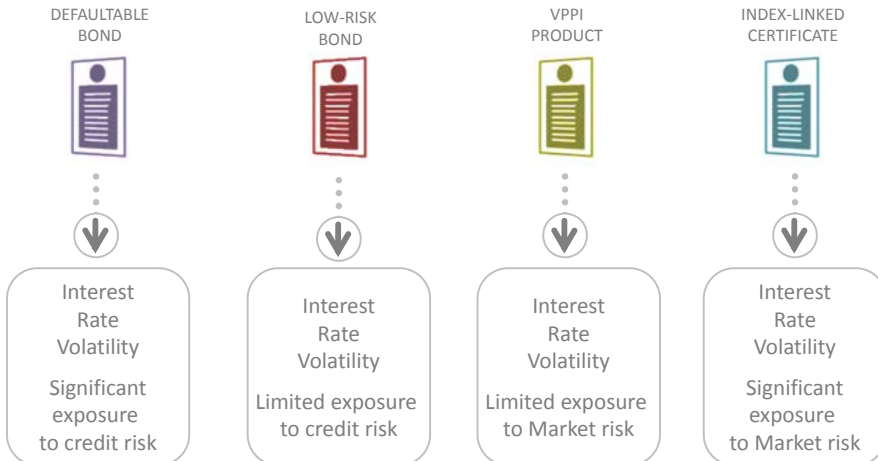 DEFAULTABLE
BOND
LOW-RISK
BOND
VPPI
PRODUCT
INDEX-LINKED
CERTIFICATE
Interest
Rate
Volatility
Significant
exposure
to credit risk
Interest
Rate
Volatility
Limited exposure
to credit risk
Interest
Rate
Volatility
Limited exposure
to Market risk
Interest
Rate
Volatility
Significant
exposure
to Market risk